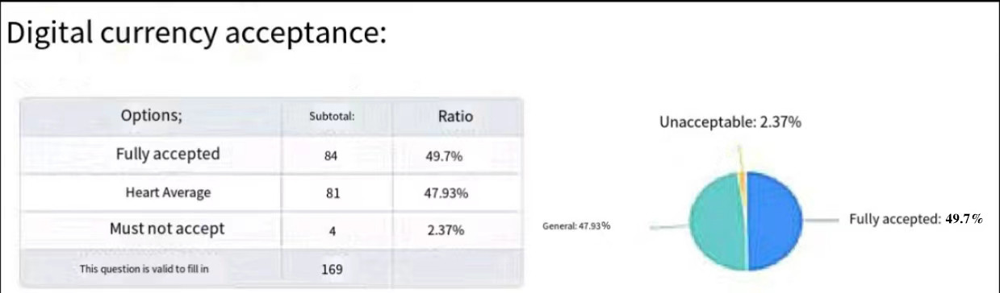 Digital currency acceptance:
Options; Subtotal: Ratio
Fully accepted 84 49.7%
Heart Average 81 47.93%
Must not accept 4 2.37%
This question is valid to fill in 169
Unacceptable: 2.37%
General: 47.93%
Fully accepted: 49.7%